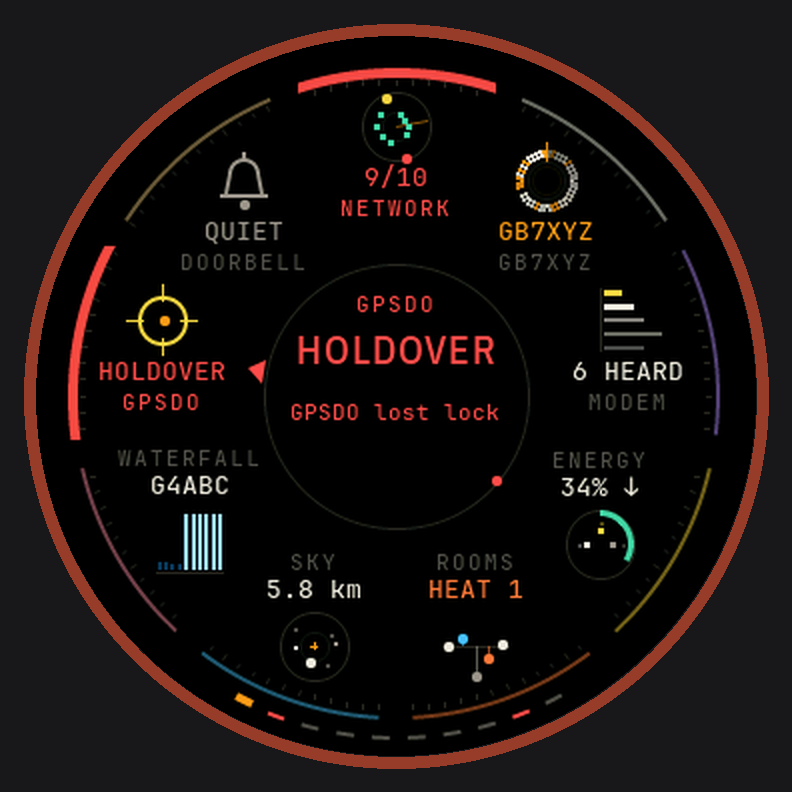 9/10
NETWORK
QUIET
DOORBELL
GB7XYZ
GB7XYZ
GPSDO
HOLDOVER
GPSDO lost lock
HOLDOVER
GPSDO
6 HEARD
MODEM
WATERFALL
G4ABC
ENERGY
34% ↓
SKY
5.8 km
ROOMS
HEAT 1